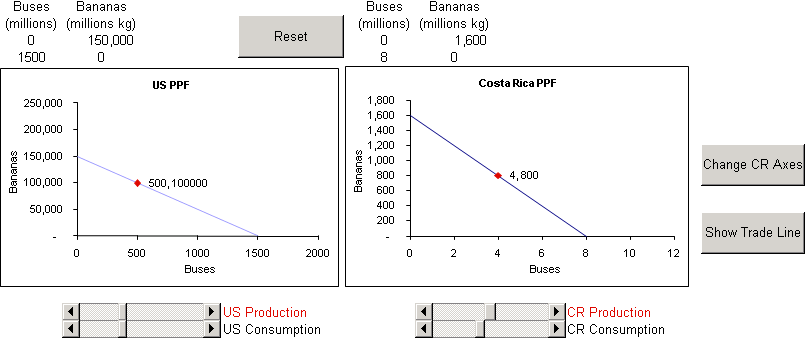 Buses Bananas
(millions) (millions kg)
0 150,000
1500 0
Reset
Buses Bananas
(millions) (millions kg)
0 1,600
8 0
US PPF
250,000
200,000
150,000
100,000
50,000
-
Bananas
500,100000
0 500 1000 1500 2000
Buses
Costa Rica PPF
1,800
1,600
1,400
1,200
1,000
800
600
400
200
-
Bananas
4,800
0 2 4 6 8 10 12
Buses
Change CR Axes
Show Trade Line
US Production
US Consumption
CR Production
CR Consumption